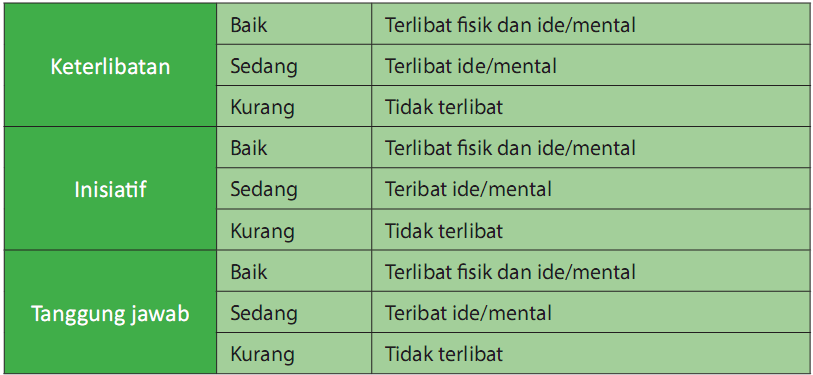 Keterlibatan
Baik Terlibat fisik dan ide/mental
Sedang Terlibat ide/mental
Kurang Tidak terlibat
Inisiatif
Baik Terlibat fisik dan ide/mental
Sedang Teribat ide/mental
Kurang Tidak terlibat
Tanggung jawab
Baik Terlibat fisik dan ide/mental
Sedang Teribat ide/mental
Kurang Tidak terlibat